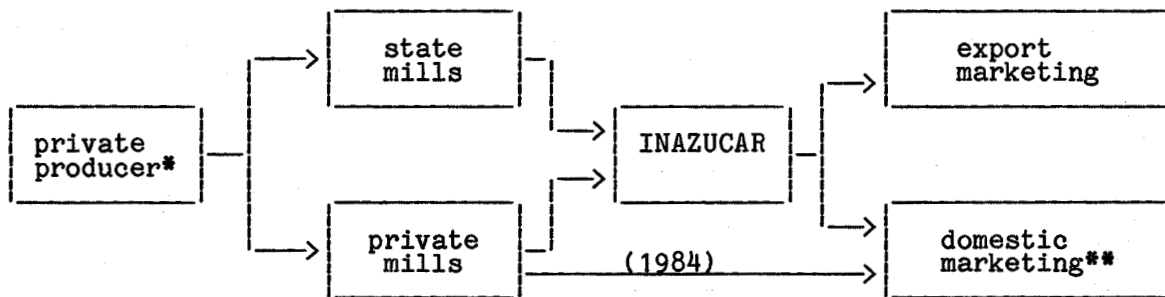 state
mills
export
marketing
private
producer*
INAZUCAR
private
mills
(1984)
domestic
marketing**